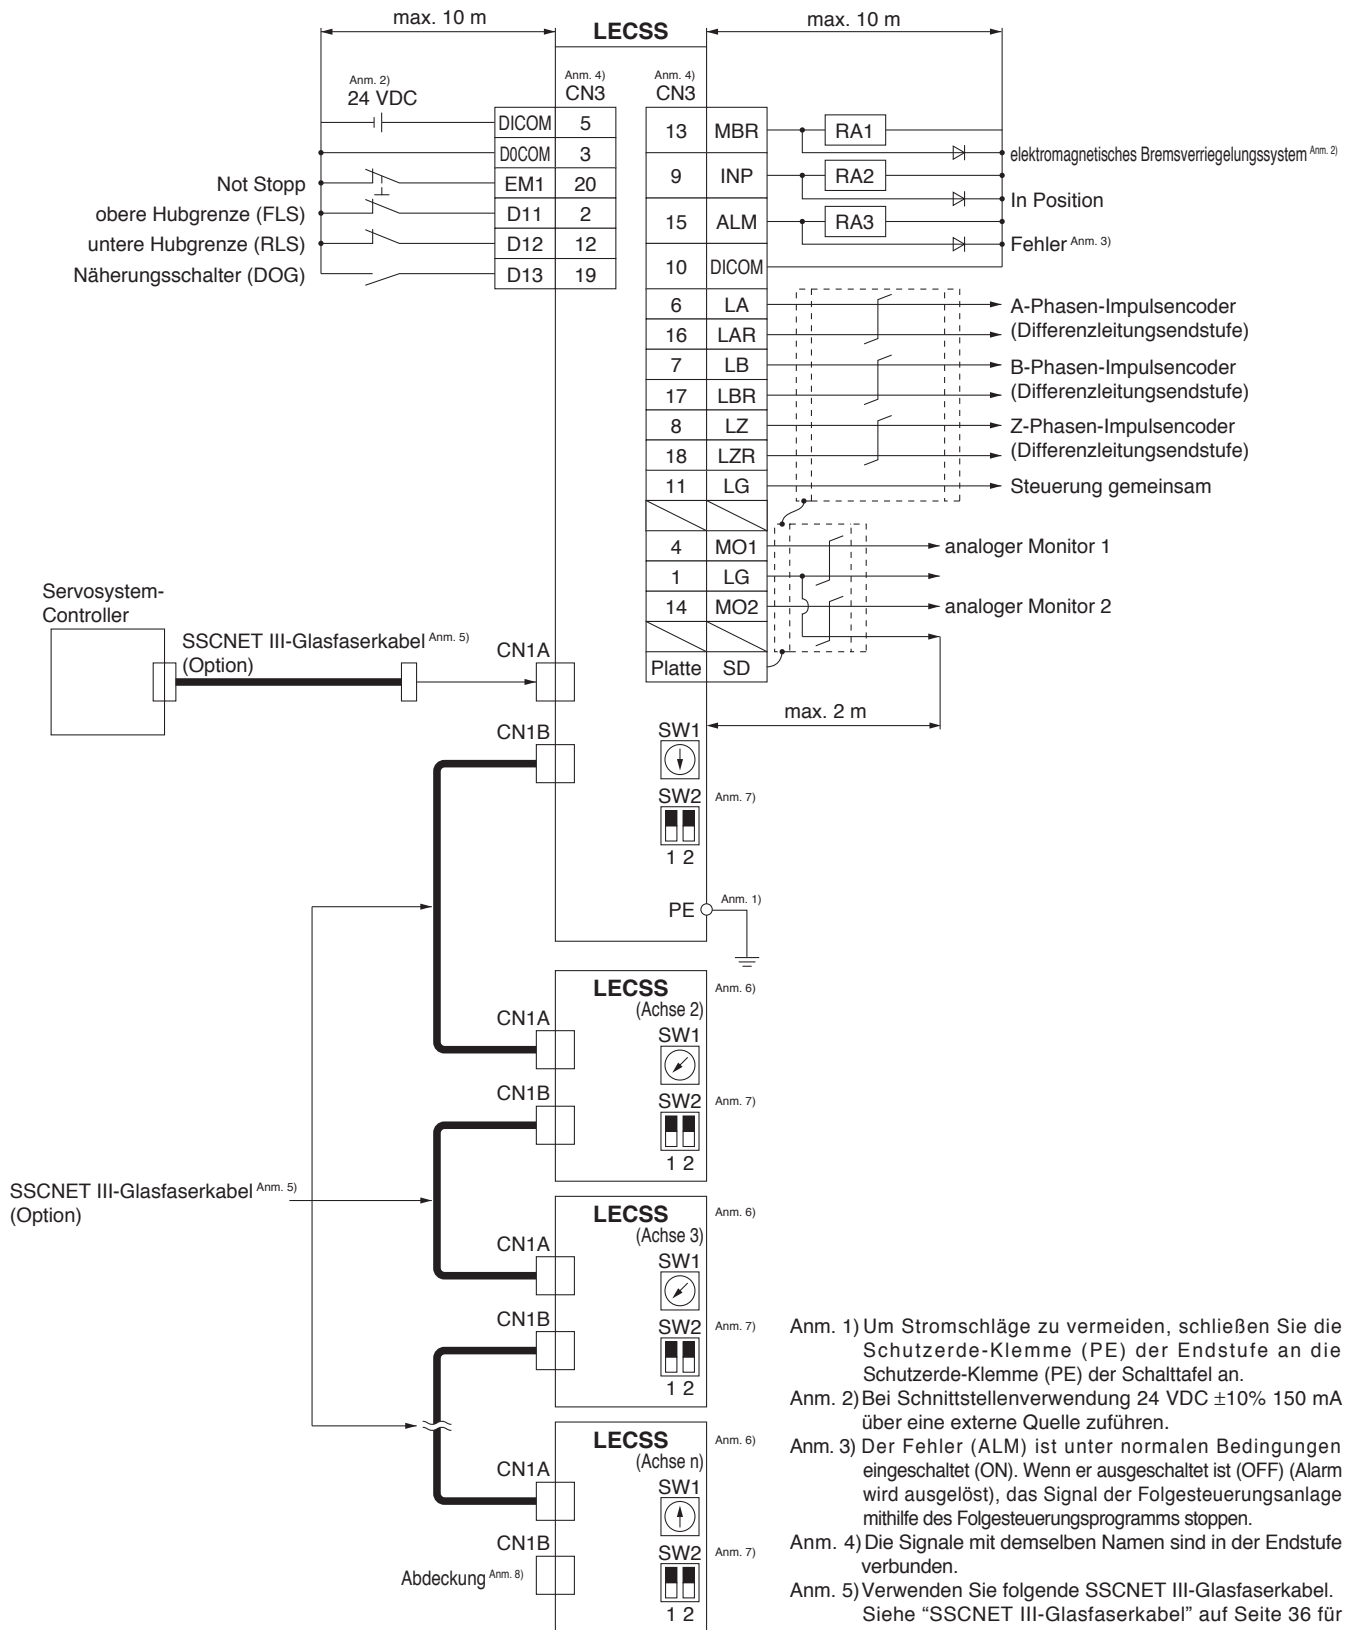 max. 10 m
LECSS
max. 10 m
Anm. 2)
24 VDC
Anm. 4)
CN3
Anm. 4)
CN3
DICOM 5
D0COM 3
Not Stopp EM1 20
obere Hubgrenze (FLS) D11 2
untere Hubgrenze (RLS) D12 12
Näherungsschalter (DOG) D13 19
13 MBR RA1
elektromagnetisches Bremsverriegelungssystem Anm. 2)
9 INP RA2
In Position
15 ALM RA3
Fehler Anm. 3)
10 DICOM
6 LA A-Phasen-Impulsencoder
16 LAR (Differenzleitungsendstufe)
7 LB B-Phasen-Impulsencoder
17 LBR (Differenzleitungsendstufe)
8 LZ Z-Phasen-Impulsencoder
18 LZR (Differenzleitungsendstufe)
11 LG Steuerung gemeinsam
4 MO1 analoger Monitor 1
1 LG
14 MO2 analoger Monitor 2
Platte SD
max. 2 m
Servosystem-
Controller
SSCNET III-Glasfaserkabel Anm. 5)
(Option)
CN1A
CN1B
SW1
SW2 Anm. 7)
1 2
PE Anm. 1)
LECSS Anm. 6)
(Achse 2)
CN1A
SW1
CN1B
SW2 Anm. 7)
1 2
SSCNET III-Glasfaserkabel Anm. 5)
(Option)
LECSS Anm. 6)
(Achse 3)
CN1A
SW1
CN1B
SW2 Anm. 7)
1 2
LECSS Anm. 6)
(Achse n)
CN1A
SW1
CN1B
SW2 Anm. 7)
Abdeckung Anm. 8)
1 2
Anm. 1) Um Stromschläge zu vermeiden, schließen Sie die
Schutzerde-Klemme (PE) der Endstufe an die
Schutzerde-Klemme (PE) der Schalttafel an.
Anm. 2) Bei Schnittstellenverwendung 24 VDC ±10% 150 mA
über eine externe Quelle zuführen.
Anm. 3) Der Fehler (ALM) ist unter normalen Bedingungen
eingeschaltet (ON). Wenn er ausgeschaltet ist (OFF) (Alarm
wird ausgelöst), das Signal der Folgesteuerungsanlage
mithilfe des Folgesteuerungsprogramms stoppen.
Anm. 4) Die Signale mit demselben Namen sind in der Endstufe
verbunden.
Anm. 5) Verwenden Sie folgende SSCNET III-Glasfaserkabel.
Siehe “SSCNET III-Glasfaserkabel” auf Seite 36 für